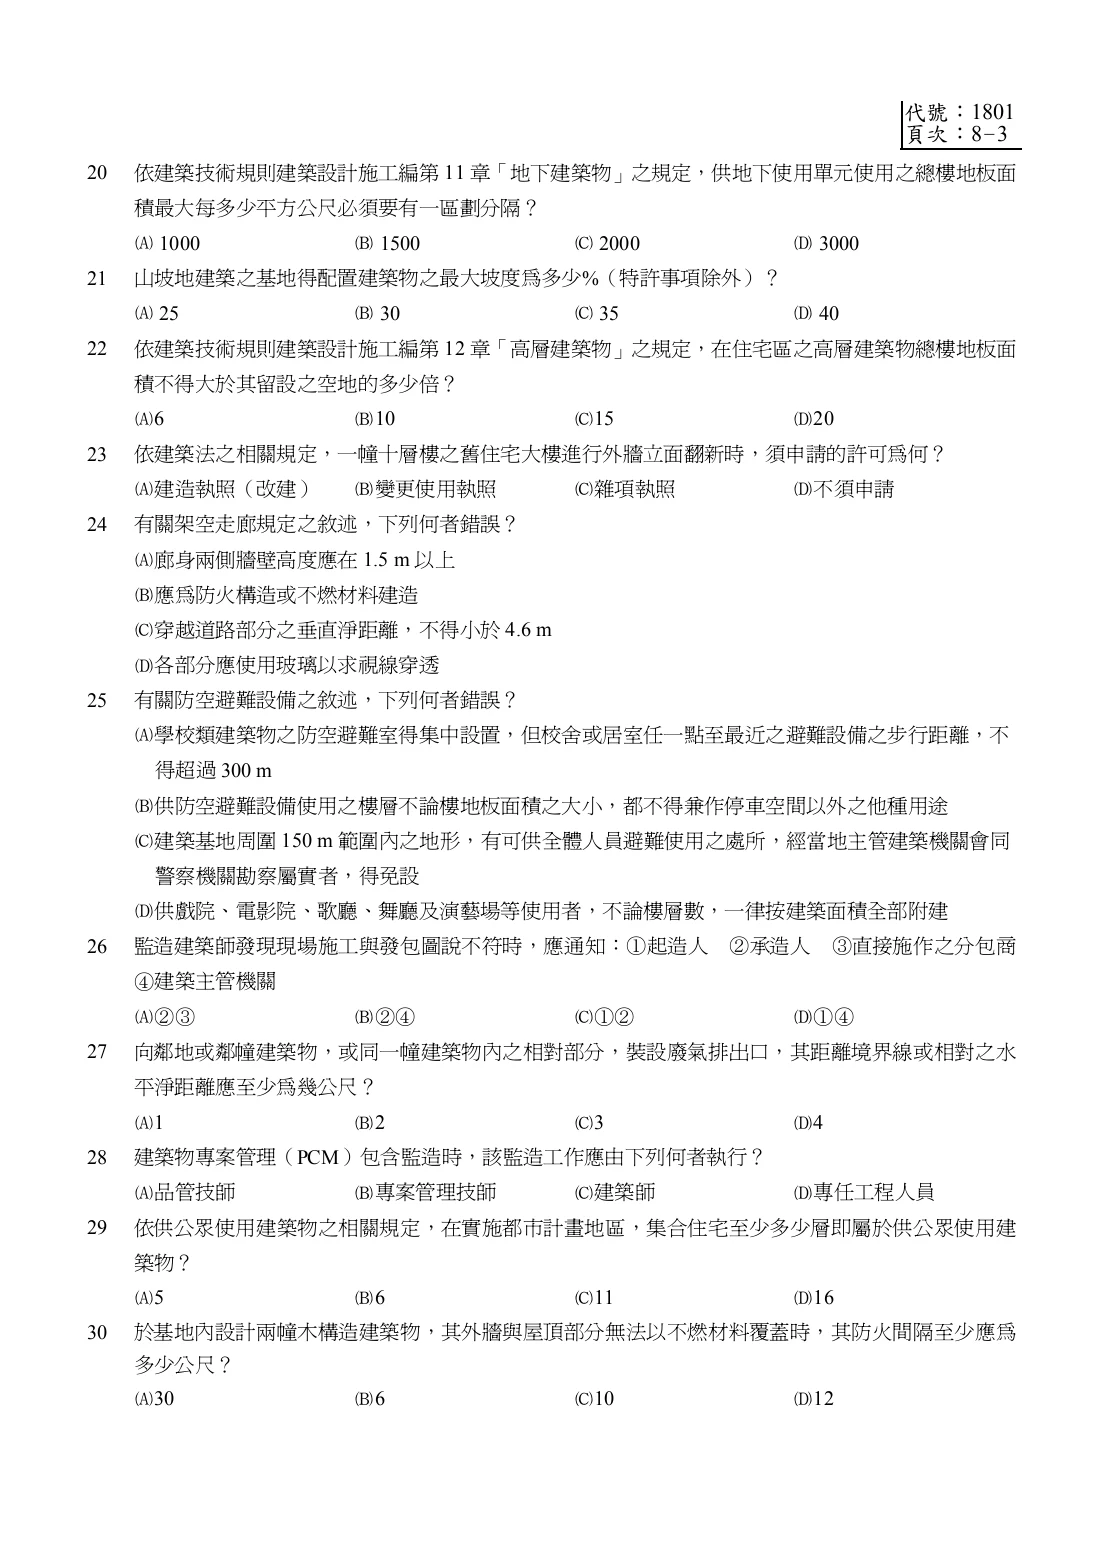 代號：1801
頁次：8-3
20 依建築技術規則建築設計施工編第 11 章「地下建築物」之規定，供地下使用單元使用之總樓地板面
積最大每多少平方公尺必須要有一區劃分隔？
(A) 1000 (B) 1500 (C) 2000 (D) 3000
21 山坡地建築之基地得配置建築物之最大坡度為多少%（特許事項除外）？
(A) 25 (B) 30 (C) 35 (D) 40
22 依建築技術規則建築設計施工編第 12 章「高層建築物」之規定，在住宅區之高層建築物總樓地板面
積不得大於其留設之空地的多少倍？
(A)6 (B)10 (C)15 (D)20
23 依建築法之相關規定，一幢十層樓之舊住宅大樓進行外牆立面翻新時，須申請的許可為何？
(A)建造執照（改建） (B)變更使用執照 (C)雜項執照 (D)不須申請
24 有關架空走廊規定之敘述，下列何者錯誤？
(A)廊身兩側牆壁高度應在 1.5 m 以上
(B)應為防火構造或不燃材料建造
(C)穿越道路部分之垂直淨距離，不得小於 4.6 m
(D)各部分應使用玻璃以求視線穿透
25 有關防空避難設備之敘述，下列何者錯誤？
(A)學校類建築物之防空避難室得集中設置，但校舍或居室任一點至最近之避難設備之步行距離，不
得超過 300 m
(B)供防空避難設備使用之樓層不論樓地板面積之大小，都不得兼作停車空間以外之他種用途
(C)建築基地周圍 150 m 範圍內之地形，有可供全體人員避難使用之處所，經當地主管建築機關會同
警察機關勘察屬實者，得免設
(D)供戲院、電影院、歌廳、舞廳及演藝場等使用者，不論樓層數，一律按建築面積全部附建
26 監造建築師發現現場施工與發包圖說不符時，應通知：①起造人 ②承造人 ③直接施作之分包商
④建築主管機關
(A)②③ (B)②④ (C)①② (D)①④
27 向鄰地或鄰幢建築物，或同一幢建築物內之相對部分，裝設廢氣排出口，其距離境界線或相對之水
平淨距離應至少為幾公尺？
(A)1 (B)2 (C)3 (D)4
28 建築物專案管理（PCM）包含監造時，該監造工作應由下列何者執行？
(A)品管技師 (B)專案管理技師 (C)建築師 (D)專任工程人員
29 依供公眾使用建築物之相關規定，在實施都市計畫地區，集合住宅至少多少層即屬於供公眾使用建
築物？
(A)5 (B)6 (C)11 (D)16
30 於基地內設計兩幢木構造建築物，其外牆與屋頂部分無法以不燃材料覆蓋時，其防火間隔至少應為
多少公尺？
(A)30 (B)6 (C)10 (D)12